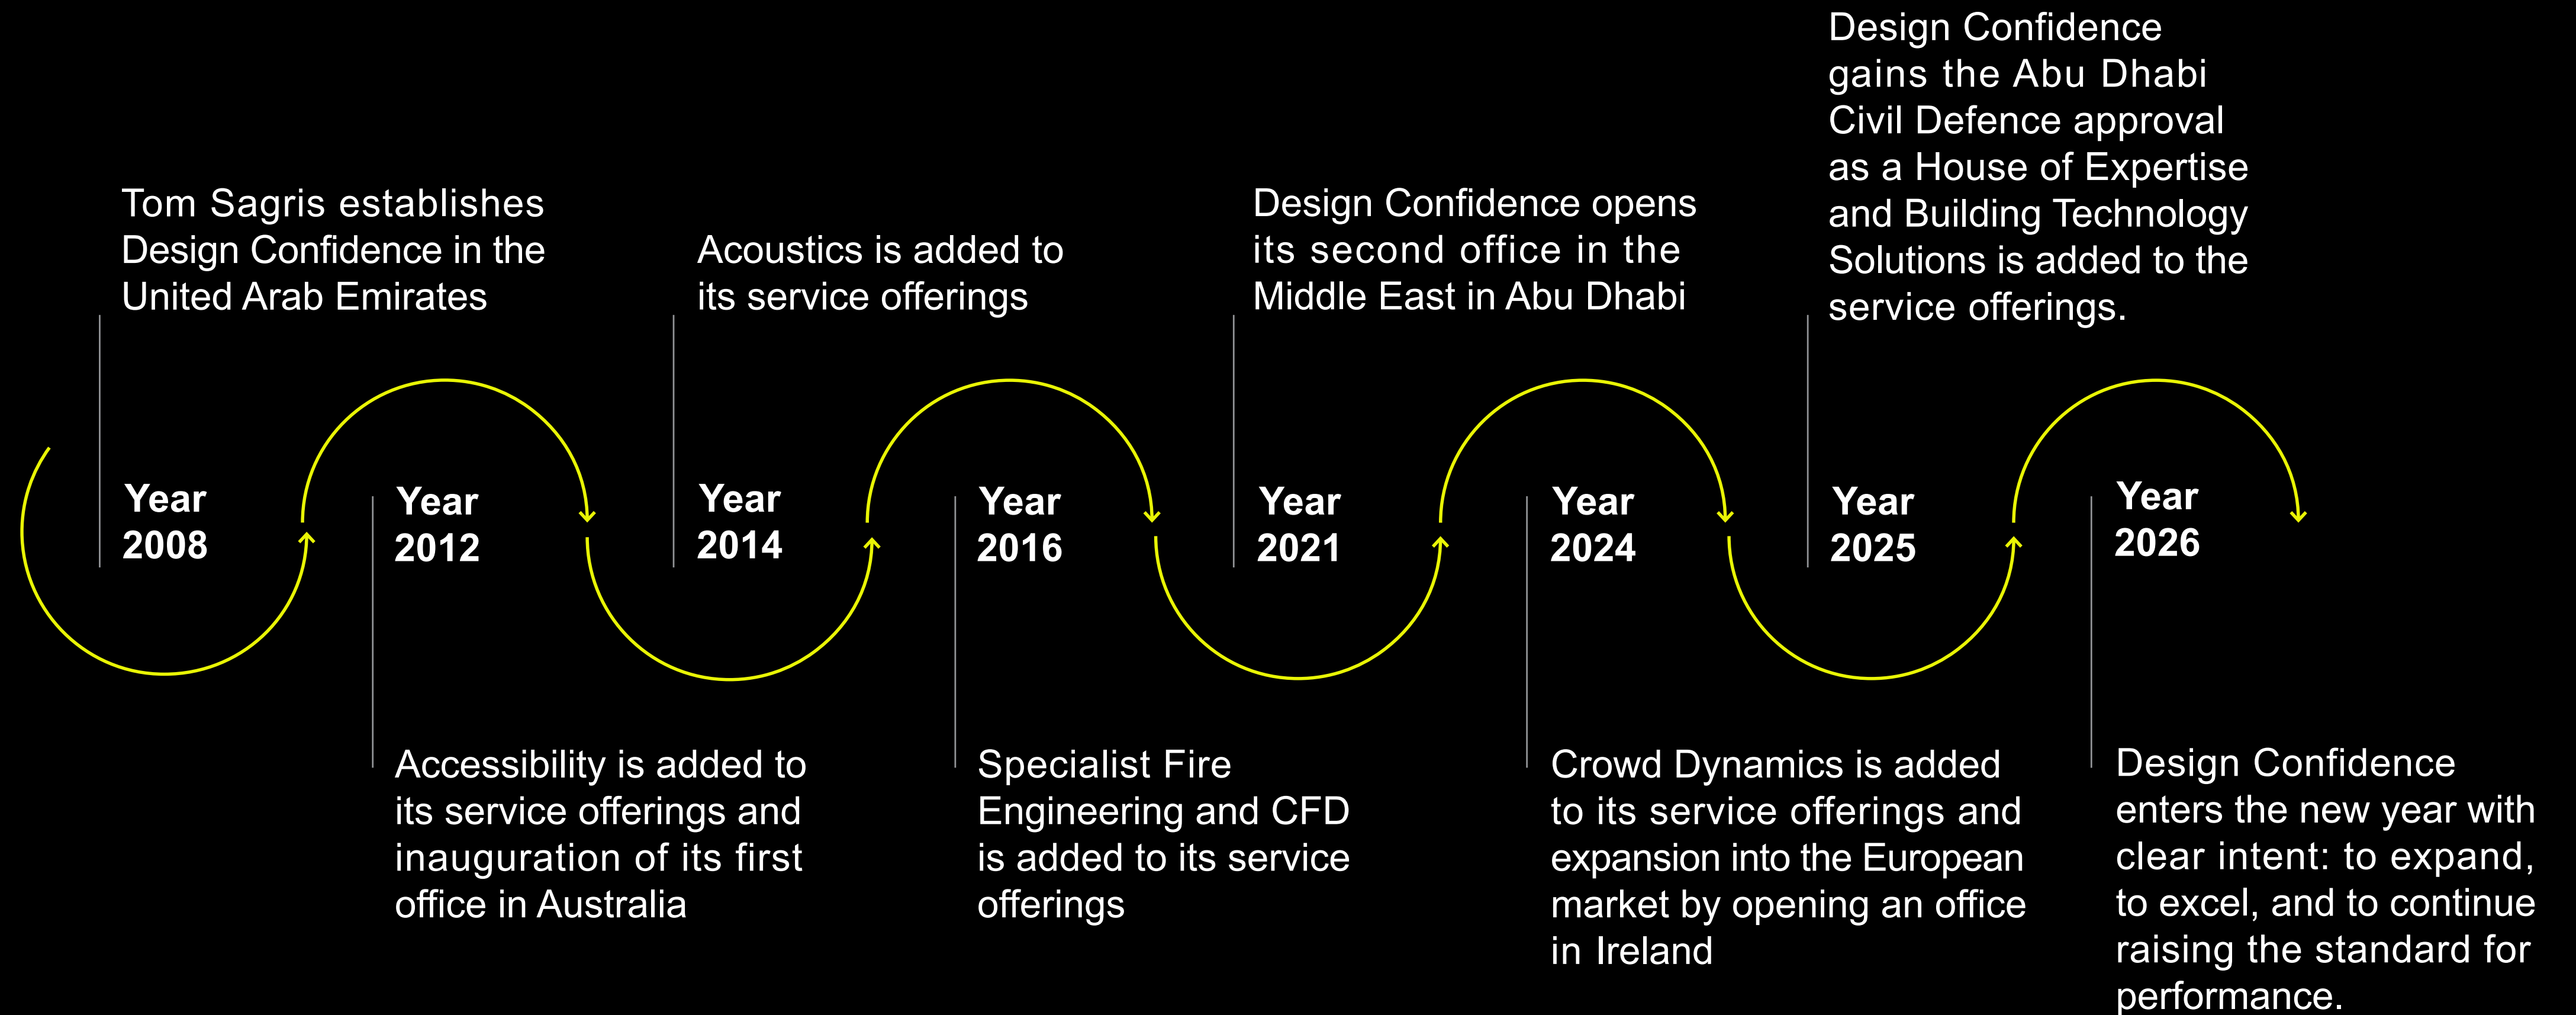 Tom Sagris establishes
Design Confidence in the
United Arab Emirates
Year
2008
Year
2012
Accessibility is added to
its service offerings and
inauguration of its first
office in Australia
Acoustics is added to
its service offerings
Year
2014
Year
2016
Specialist Fire
Engineering and CFD
is added to its service
offerings
Design Confidence opens
its second office in the
Middle East in Abu Dhabi
Year
2021
Year
2024
Crowd Dynamics is added
to its service offerings and
expansion into the European
market by opening an office
in Ireland
Design Confidence
gains the Abu Dhabi
Civil Defence approval
as a House of Expertise
and Building Technology
Solutions is added to the
service offerings.
Year
2025
Year
2026
Design Confidence
enters the new year with
clear intent: to expand,
to excel, and to continue
raising the standard for
performance.